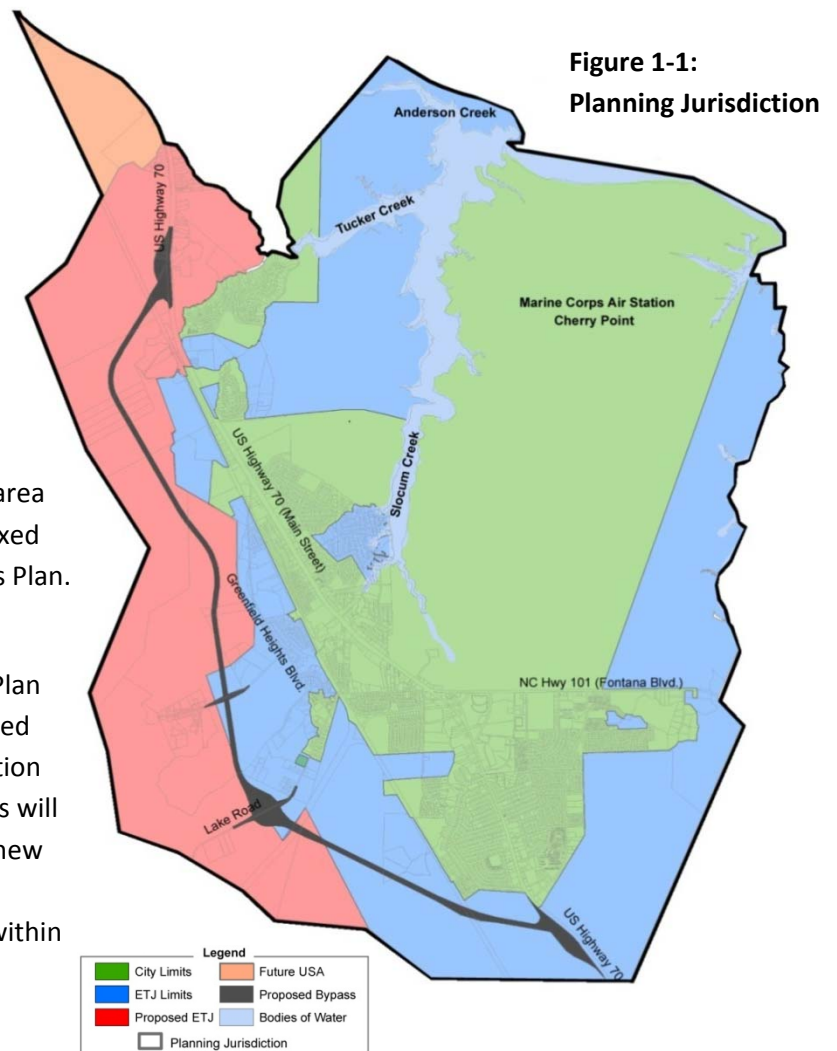 Figure 1-1:
Planning Jurisdiction
Anderson Creek
US Highway 70
Tucker Creek
Marine Corps Air Station
Cherry Point
Slocum Creek
US Highway 70 (Main Street)
area
xed
s Plan.
Greenfield Heights Blvd.
Plan
ed
tion
s will
new
within
NC Hwy 101 (Fontana Blvd.)
Lake Road
US Highway 70
Legend
City Limits
Future USA
ETJ Limits
Proposed Bypass
Proposed ETJ
Bodies of Water
Planning Jurisdiction